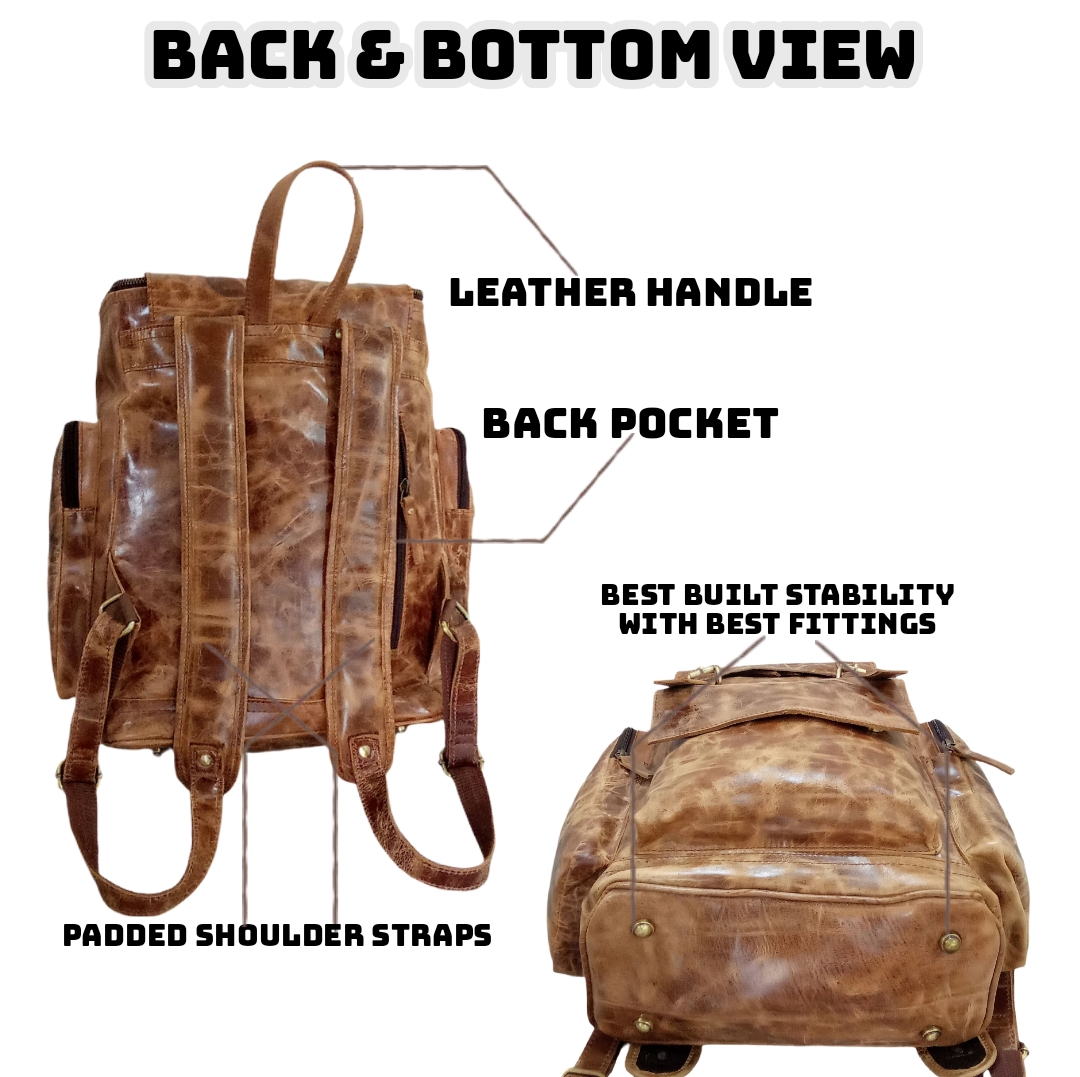 BACK & BOTTOM VIEW
LEATHER HANDLE
BACK POCKET
BEST BUILT STABILITY
WITH BEST FITTINGS
PADDED SHOULDER STRAPS